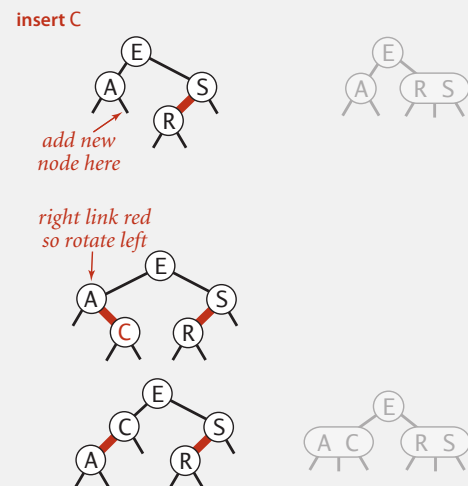 insert C
E
E
A
S
A
R S
R
add new
node here
right link red
so rotate left
E
A
S
C
R
E
E
C
S
A C
R S
A
R